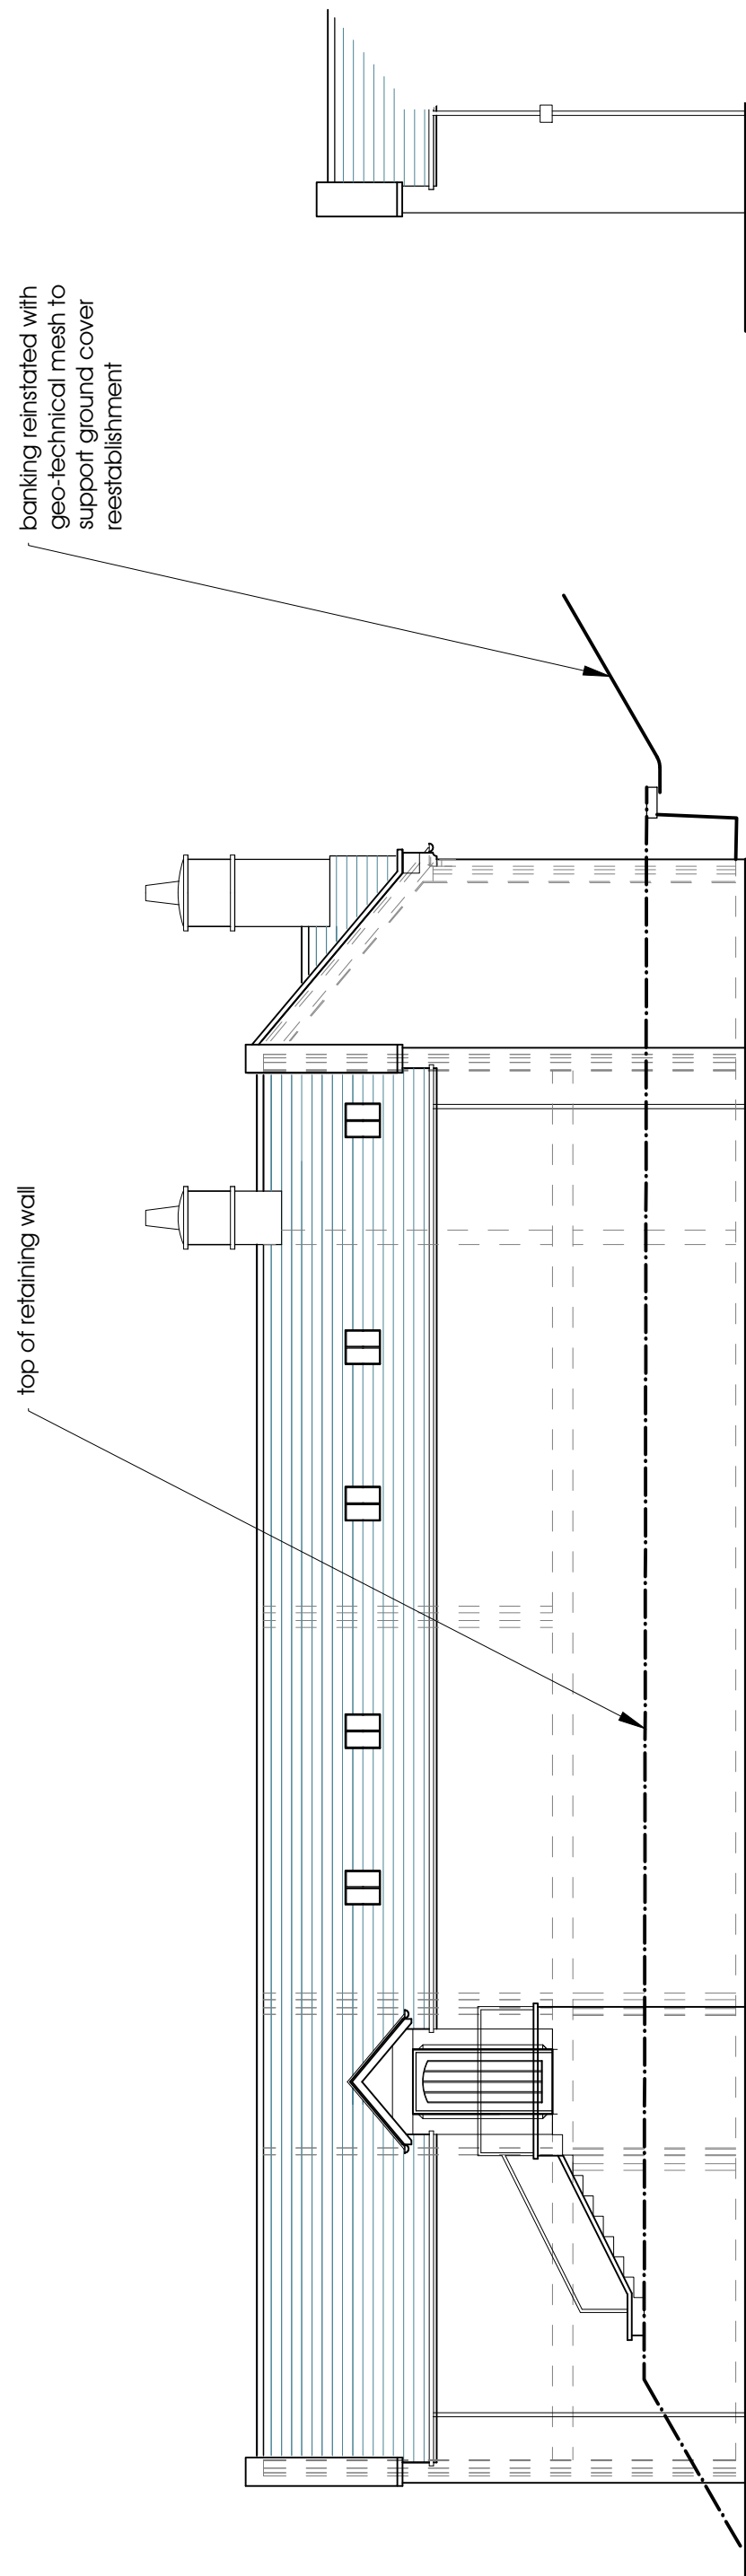 top of retaining wall
banking reinstated with
geo-technical mesh to
support ground cover
reestablishment